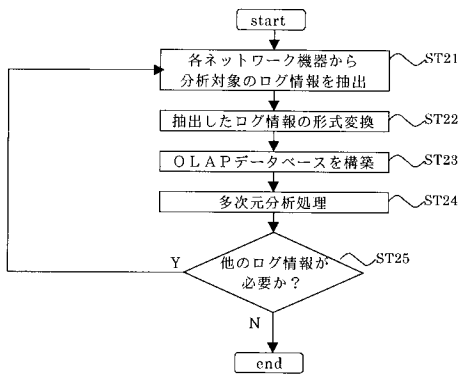 start
各ネットワーク機器から
分析対象のログ情報を抽出
ST21
抽出したログ情報の形式変換
ST22
OLAPデータベースを構築
ST23
多次元分析処理
ST24
他のログ情報が
必要か？
ST25
Y
N
end